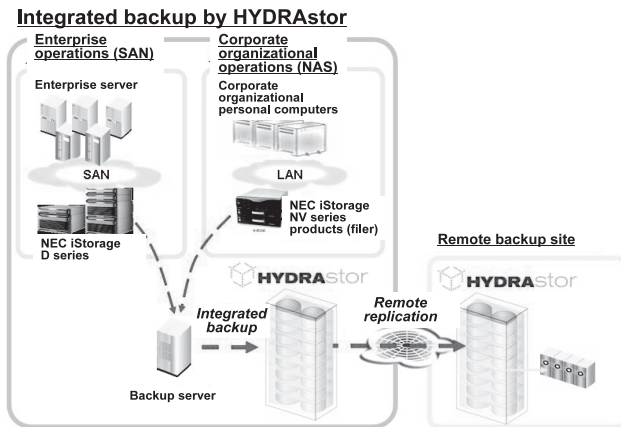 Integrated backup by HYDRAstor
Enterprise
operations (SAN)
Corporate
organizational
operations (NAS)
Enterprise server
Corporate
organizational
personal computers
SAN
LAN
NEC iStorage
D series
NEC iStorage
NV series
products (filer)
Remote backup site
HYDRAstor
HYDRAstor
Integrated
backup
Remote
replication
Backup server